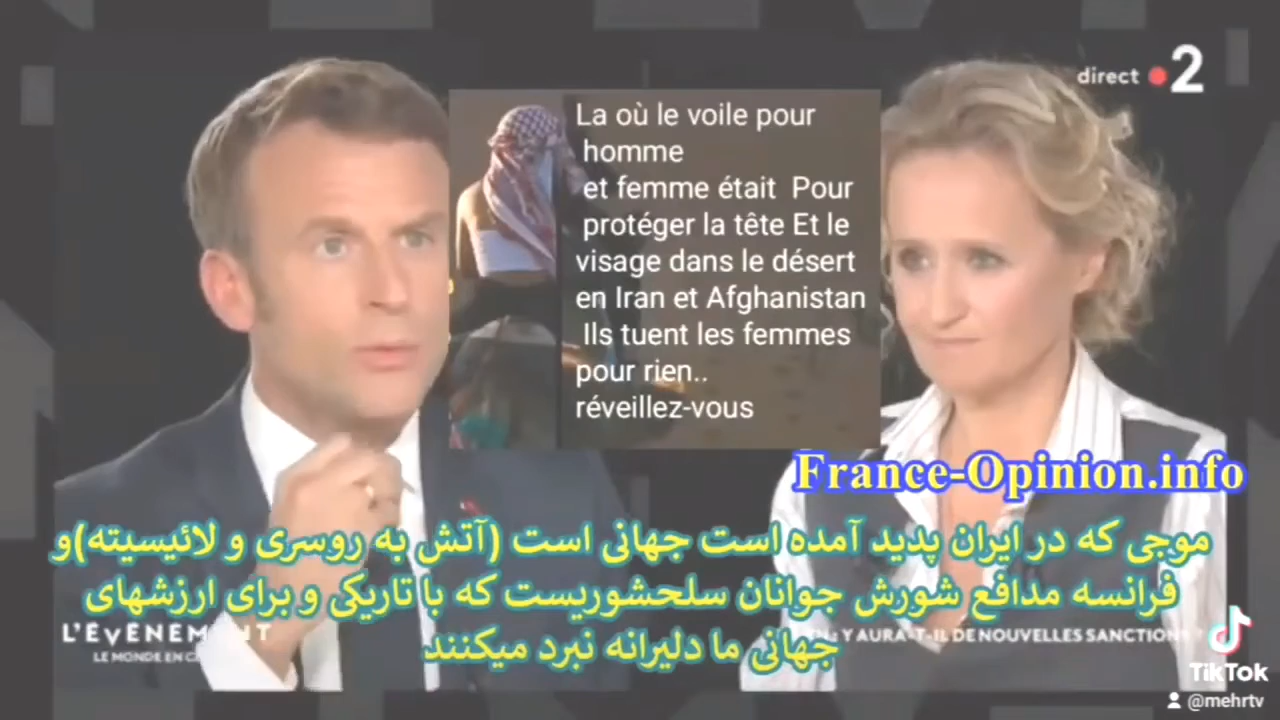 direct 2
La où le voile pour
homme
et femme était Pour
protéger la tête Et le
visage dans le désert
en Iran et Afghanistan
Ils tuent les femmes
pour rien..
réveillez-vous
France-Opinion.info
موجی که در ایران پدید آمده است جهانی است (آتش به روسری و لائیسیته)و
فرانسه مدافع شورش جوانان سلحشوریست که با تاریکی و برای ارزشهای
جهانی ما دلیرانه نبرد میکنند
L'ÉVÉNEMENT
LE MONDE EN
: Y AURA-T-IL DE NOUVELLES SANCTIONS
TikTok
@mehrtv